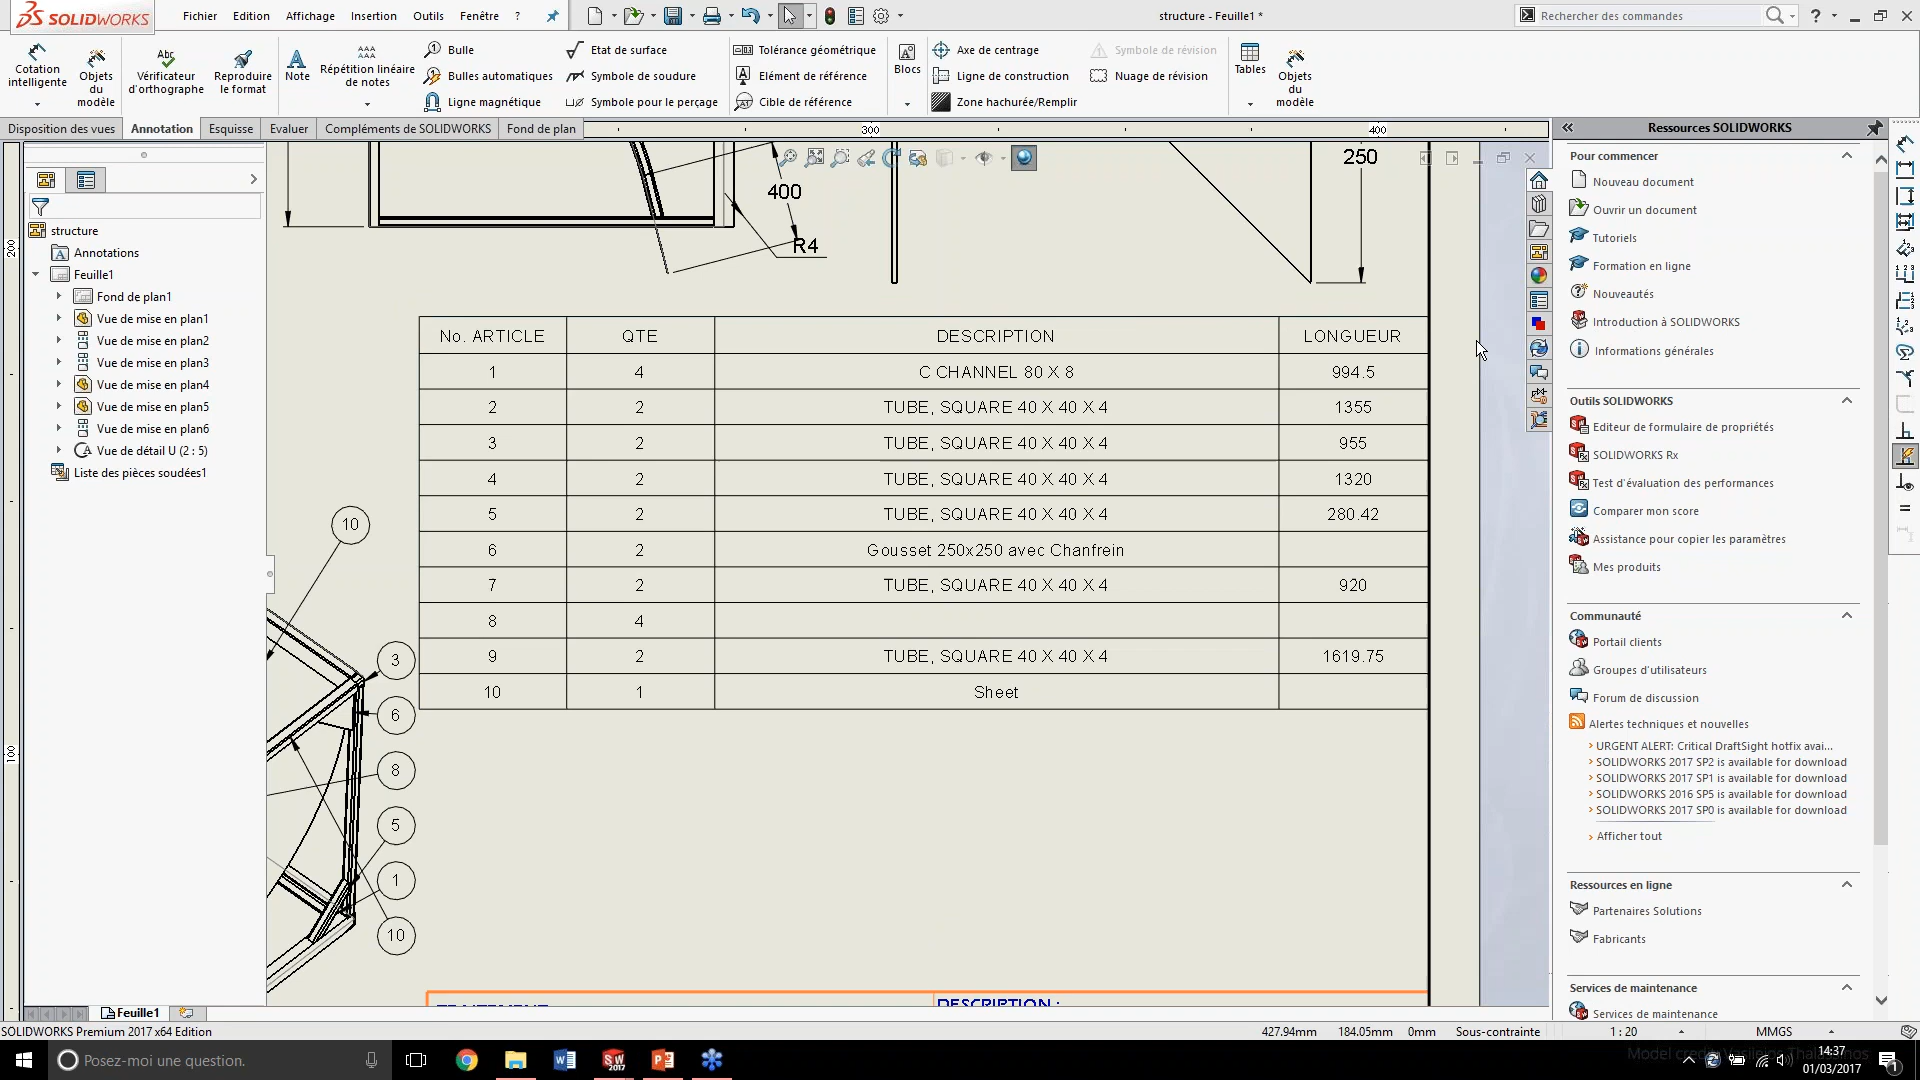 SOLIDWORKS
Fichier Edition Affichage Insertion Outils Fenêtre ?
structure - Feuille1 *
Rechercher des commandes
Cotation intelligente
Objets du modèle
Vérificateur d'orthographe
Reproduire le format
Note
Répétition linéaire de notes
Bulle
Bulles automatiques
Ligne magnétique
Etat de surface
Symbole de soudure
Symbole pour le perçage
Tolérance géométrique
Elément de référence
Cible de référence
Blocs
Axe de centrage
Ligne de construction
Zone hachurée/Remplir
Symbole de révision
Nuage de révision
Tables
Objets du modèle
Disposition des vues Annotation Esquisse Evaluer Compléments de SOLIDWORKS Fond de plan
300 400
200
100
structure
Annotations
Feuille1
Fond de plan1
Vue de mise en plan1
Vue de mise en plan2
Vue de mise en plan3
Vue de mise en plan4
Vue de mise en plan5
Vue de mise en plan6
Vue de détail U (2 : 5)
Liste des pièces soudées1
400
R4
250
No. ARTICLE QTE DESCRIPTION LONGUEUR
1 4 C CHANNEL 80 X 8 994.5
2 2 TUBE, SQUARE 40 X 40 X 4 1355
3 2 TUBE, SQUARE 40 X 40 X 4 955
4 2 TUBE, SQUARE 40 X 40 X 4 1320
5 2 TUBE, SQUARE 40 X 40 X 4 280.42
6 2 Gousset 250x250 avec Chanfrein
7 2 TUBE, SQUARE 40 X 40 X 4 920
8 4
9 2 TUBE, SQUARE 40 X 40 X 4 1619.75
10 1 Sheet
10
3
6
8
5
1
10
DESCRIPTION :
Ressources SOLIDWORKS
Pour commencer
Nouveau document
Ouvrir un document
Tutoriels
Formation en ligne
Nouveautés
Introduction à SOLIDWORKS
Informations générales
Outils SOLIDWORKS
Editeur de formulaire de propriétés
SOLIDWORKS Rx
Test d'évaluation des performances
Comparer mon score
Assistance pour copier les paramètres
Mes produits
Communauté
Portail clients
Groupes d'utilisateurs
Forum de discussion
Alertes techniques et nouvelles
URGENT ALERT: Critical DraftSight hotfix avai...
SOLIDWORKS 2017 SP2 is available for download
SOLIDWORKS 2017 SP1 is available for download
SOLIDWORKS 2016 SP5 is available for download
SOLIDWORKS 2017 SP0 is available for download
Afficher tout
Ressources en ligne
Partenaires Solutions
Fabricants
Services de maintenance
Services de maintenance
Feuille1
SOLIDWORKS Premium 2017 x64 Edition
427.94mm 184.05mm 0mm Sous-contrainte 1 : 20 MMGS
Posez-moi une question.
14:37
01/03/2017